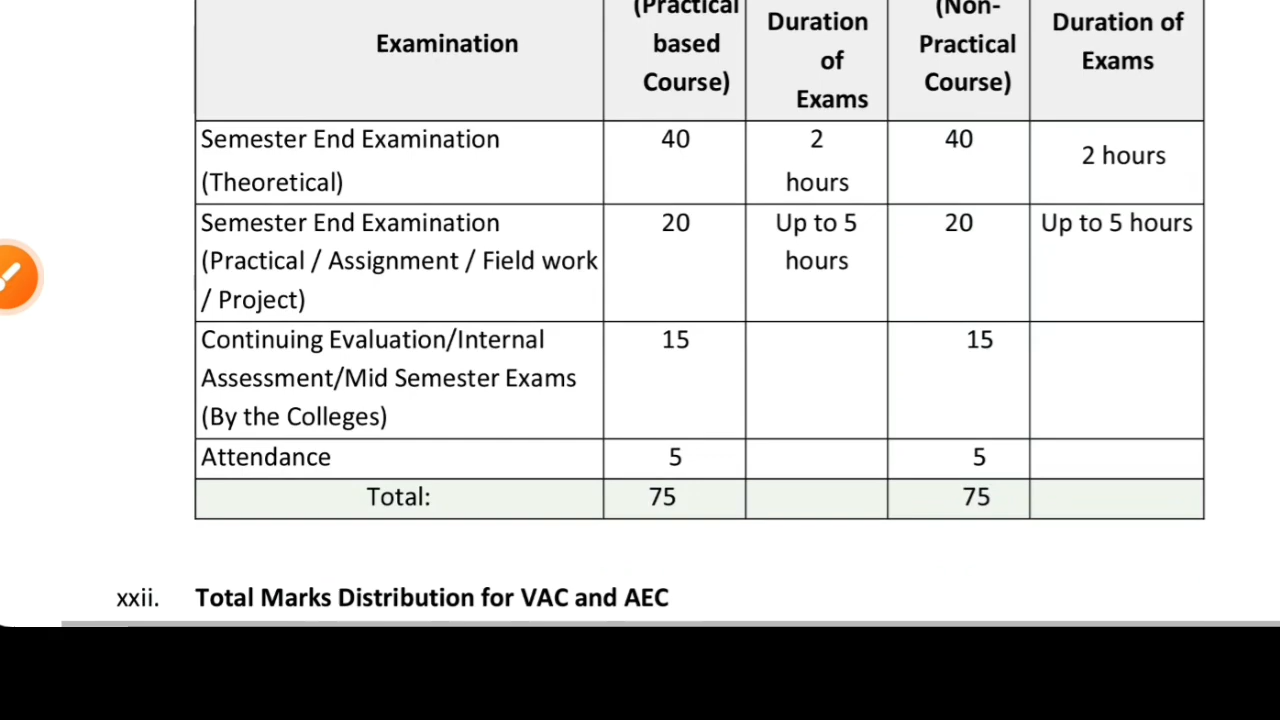 Examination
(Practical
based
Course)
Duration
of
Exams
(Non-
Practical
Course)
Duration of
Exams
Semester End Examination
(Theoretical)
40
2
hours
40
2 hours
Semester End Examination
(Practical / Assignment / Field work
/ Project)
20
Up to 5
hours
20
Up to 5 hours
Continuing Evaluation/Internal
Assessment/Mid Semester Exams
(By the Colleges)
15
15
Attendance
5
5
Total:
75
75
xxii. Total Marks Distribution for VAC and AEC